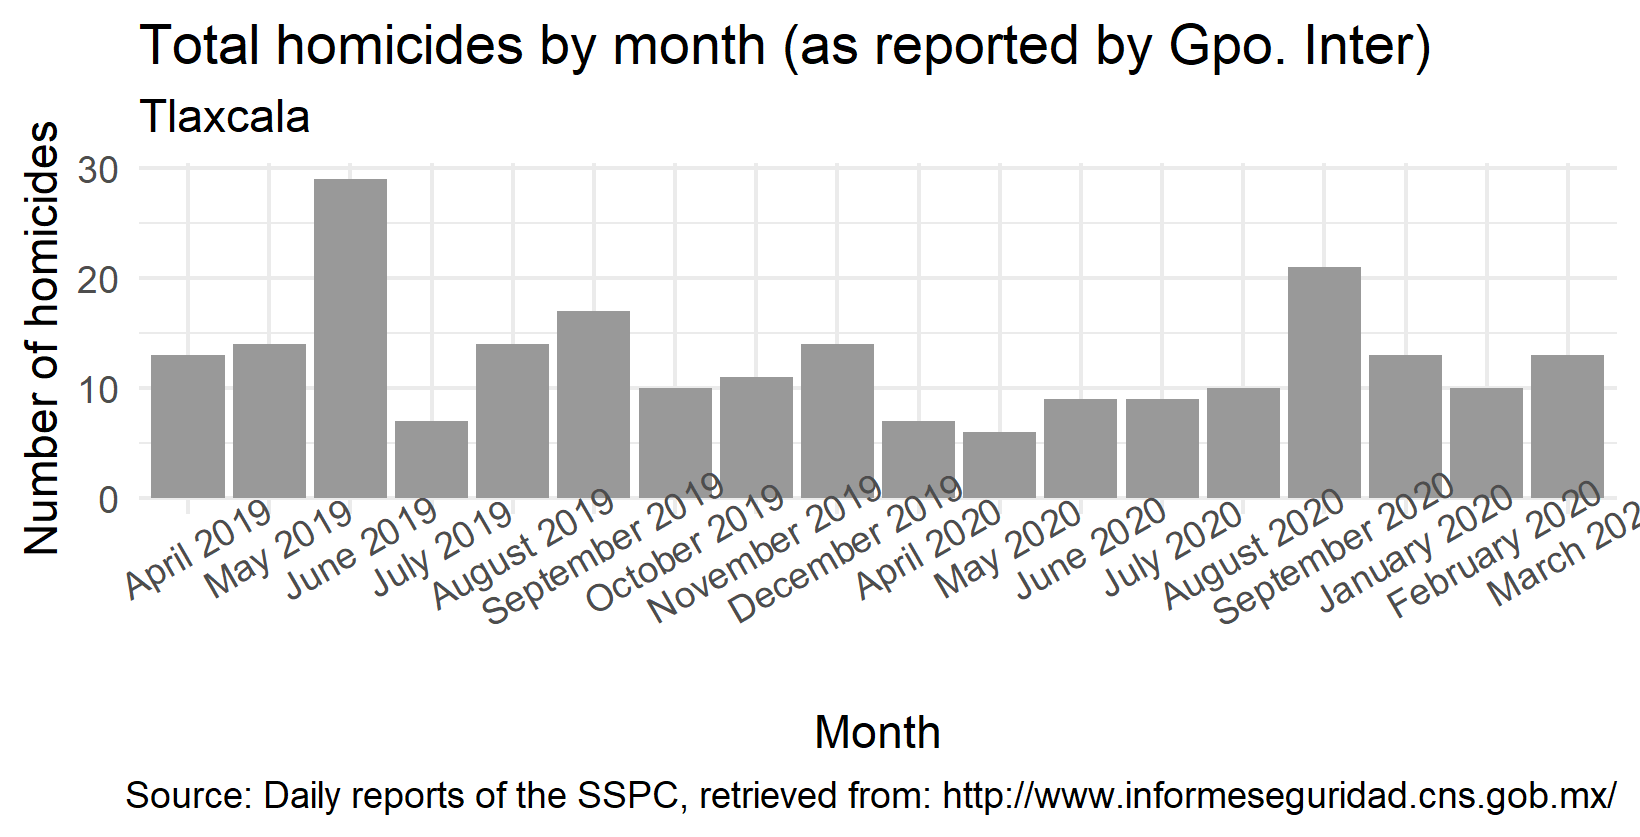 Total homicides by month (as reported by Gpo. Inter)
Tlaxcala
Number of homicides
30
20
10
0
April 2019
May 2019
June 2019
July 2019
August 2019
September 2019
October 2019
November 2019
December 2019
April 2020
May 2020
June 2020
July 2020
August 2020
September 2020
January 2020
February 2020
March 202
Month
Source: Daily reports of the SSPC, retrieved from: http://www.informeseguridad.cns.gob.mx/